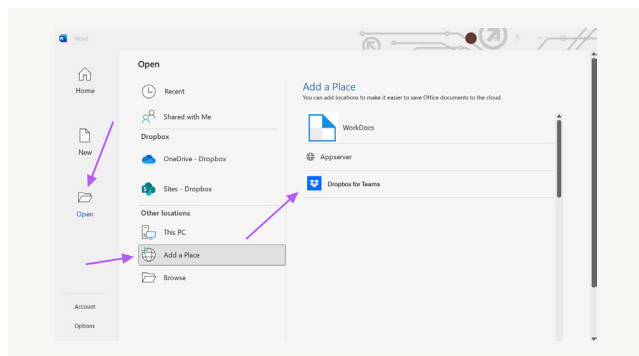 Word
Home
New
Open
Account
Options
Open
Recent
Shared with Me
Dropbox
OneDrive - Dropbox
Sites - Dropbox
Other locations
This PC
Add a Place
Browse
Add a Place
You can add locations to make it easier to save Office documents to the cloud.
WorkDocs
Appserver
Dropbox for Teams